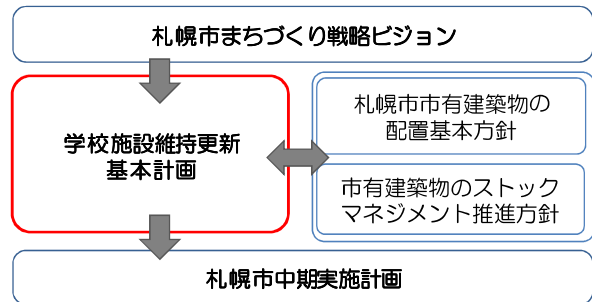 札幌市まちづくり戦略ビジョン
学校施設維持更新
基本計画
札幌市市有建築物の
配置基本方針
市有建築物のストック
マネジメント推進方針
札幌市中期実施計画